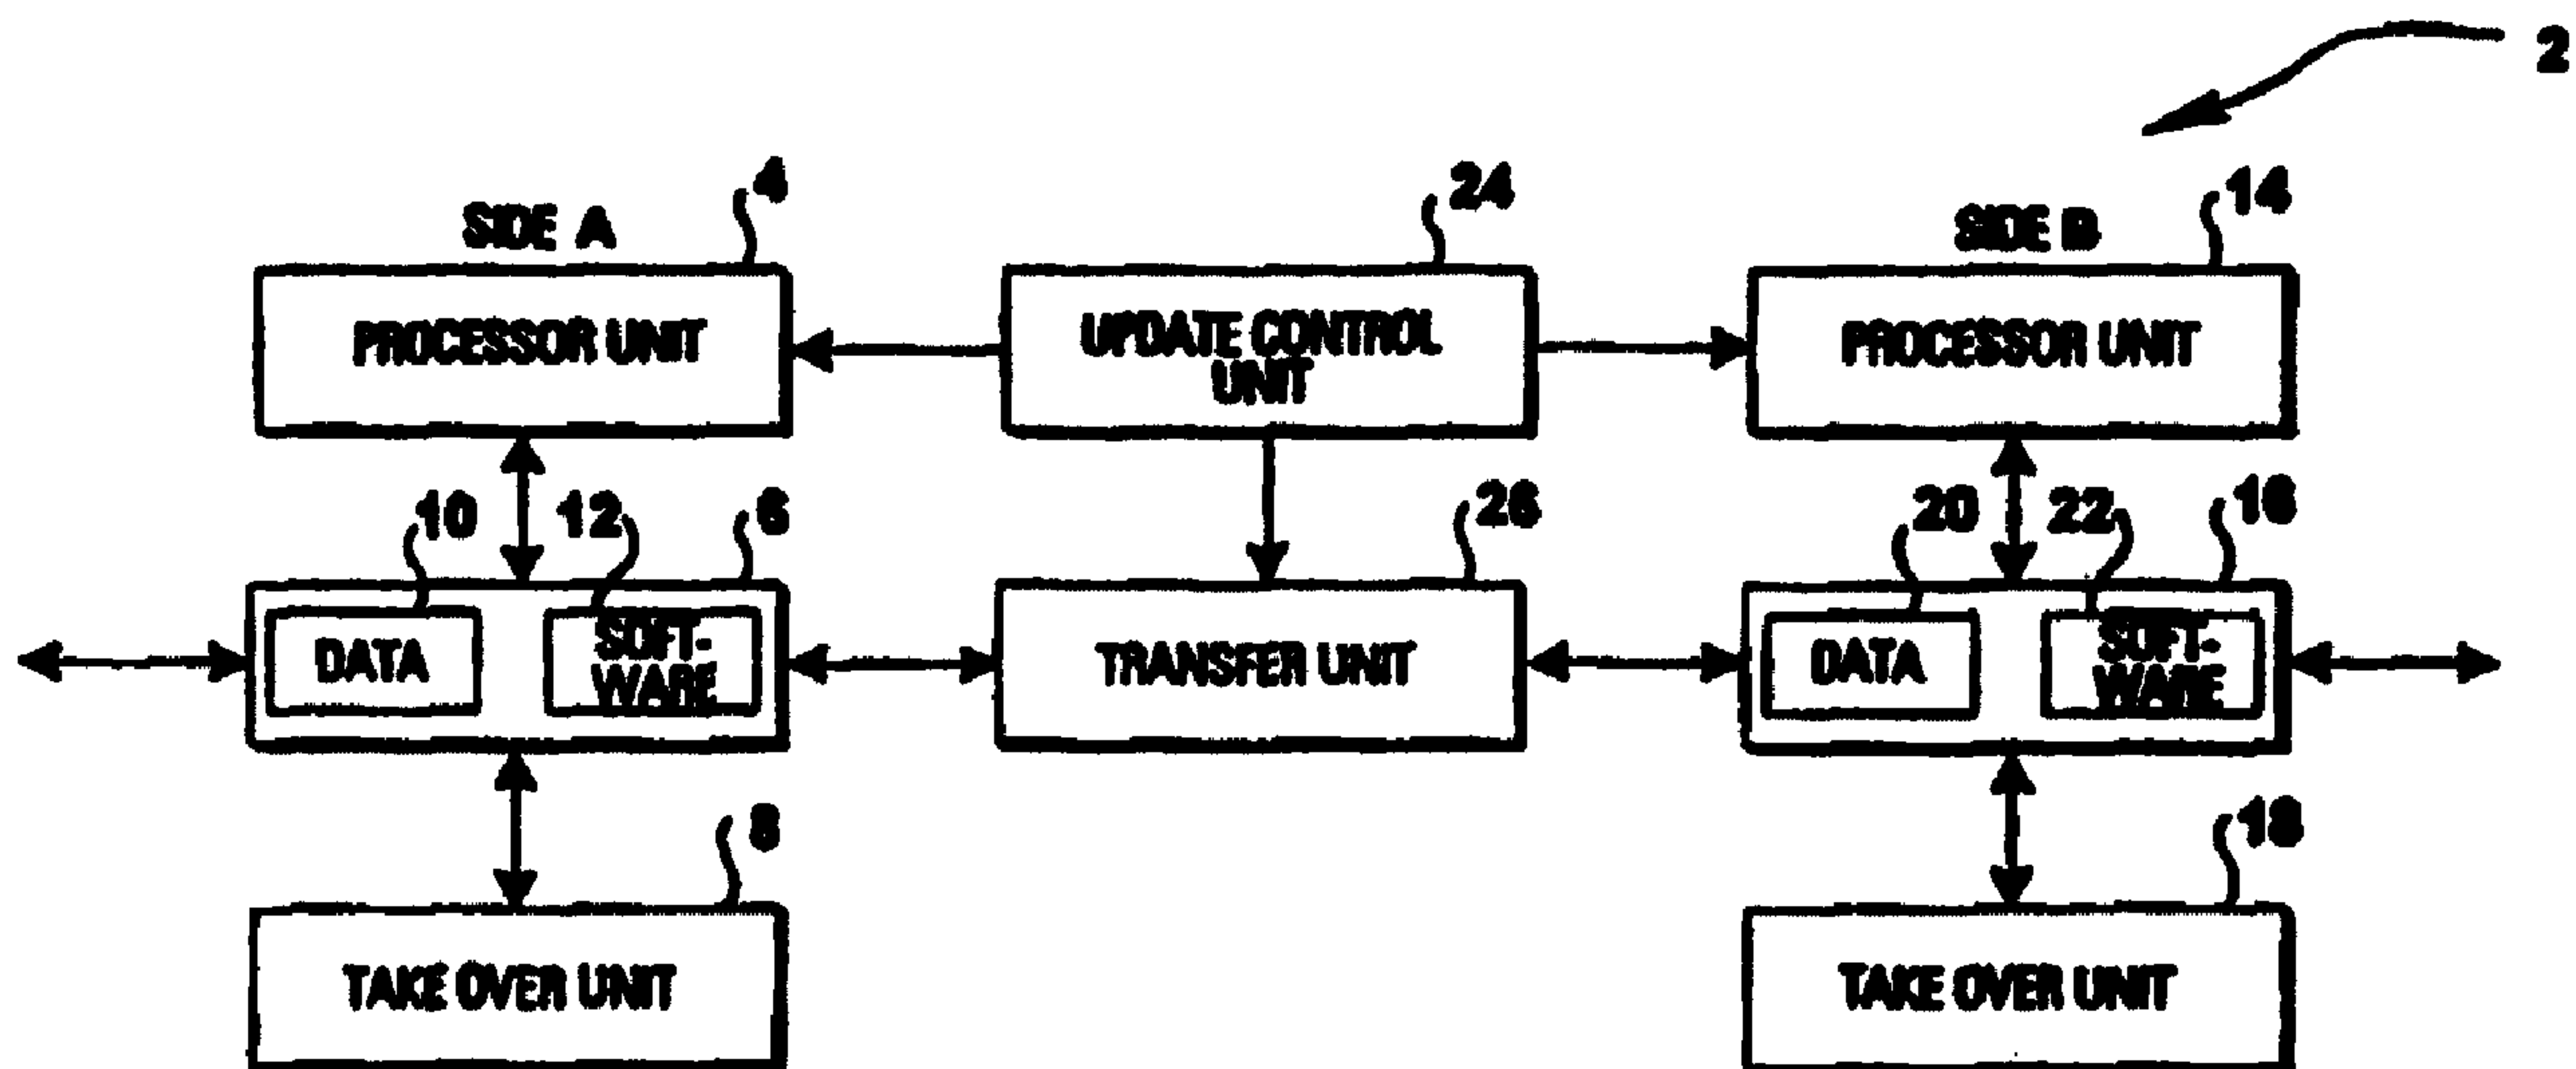 2
4
24
14
SIDE A
SIDE B
PROCESSOR UNIT
UPDATE CONTROL
UNIT
PROCESSOR UNIT
10
12
6
26
20
22
16
DATA
SOFT-
WARE
TRANSFER UNIT
DATA
SOFT-
WARE
8
18
TAKE OVER UNIT
TAKE OVER UNIT